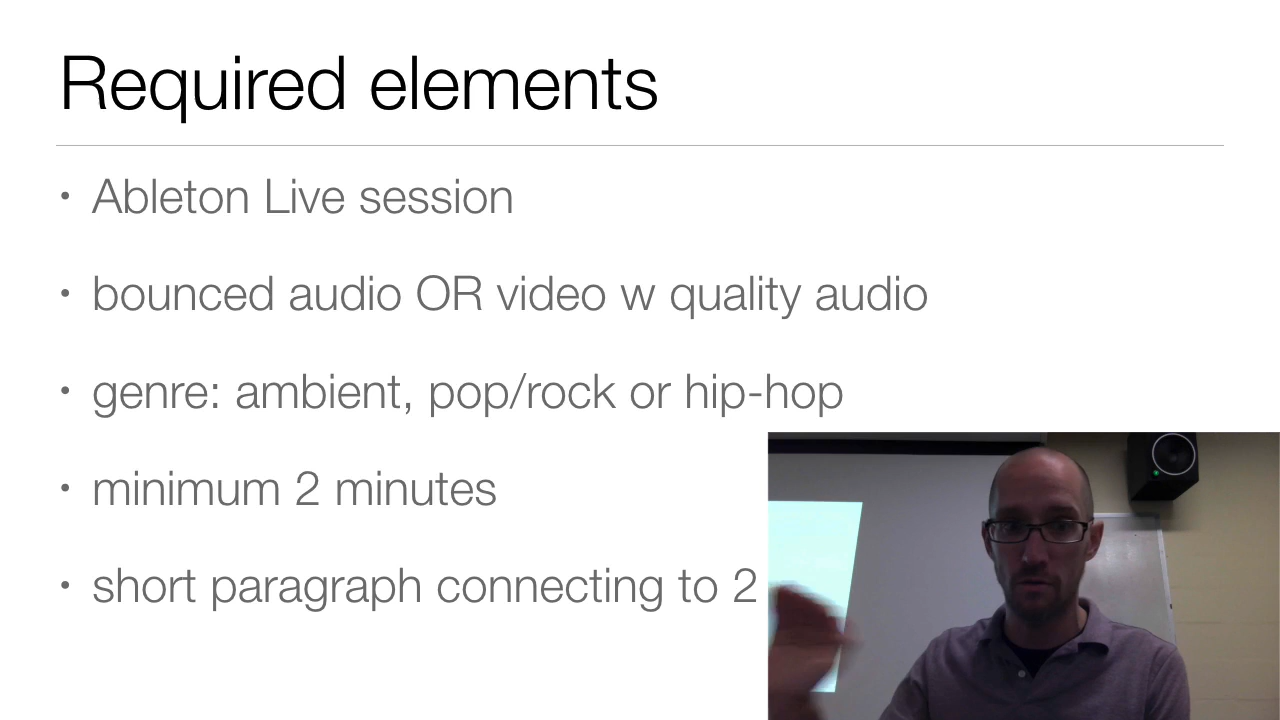 Required elements
• Ableton Live session
• bounced audio OR video w quality audio
• genre: ambient, pop/rock or hip-hop
• minimum 2 minutes
• short paragraph connecting to 2